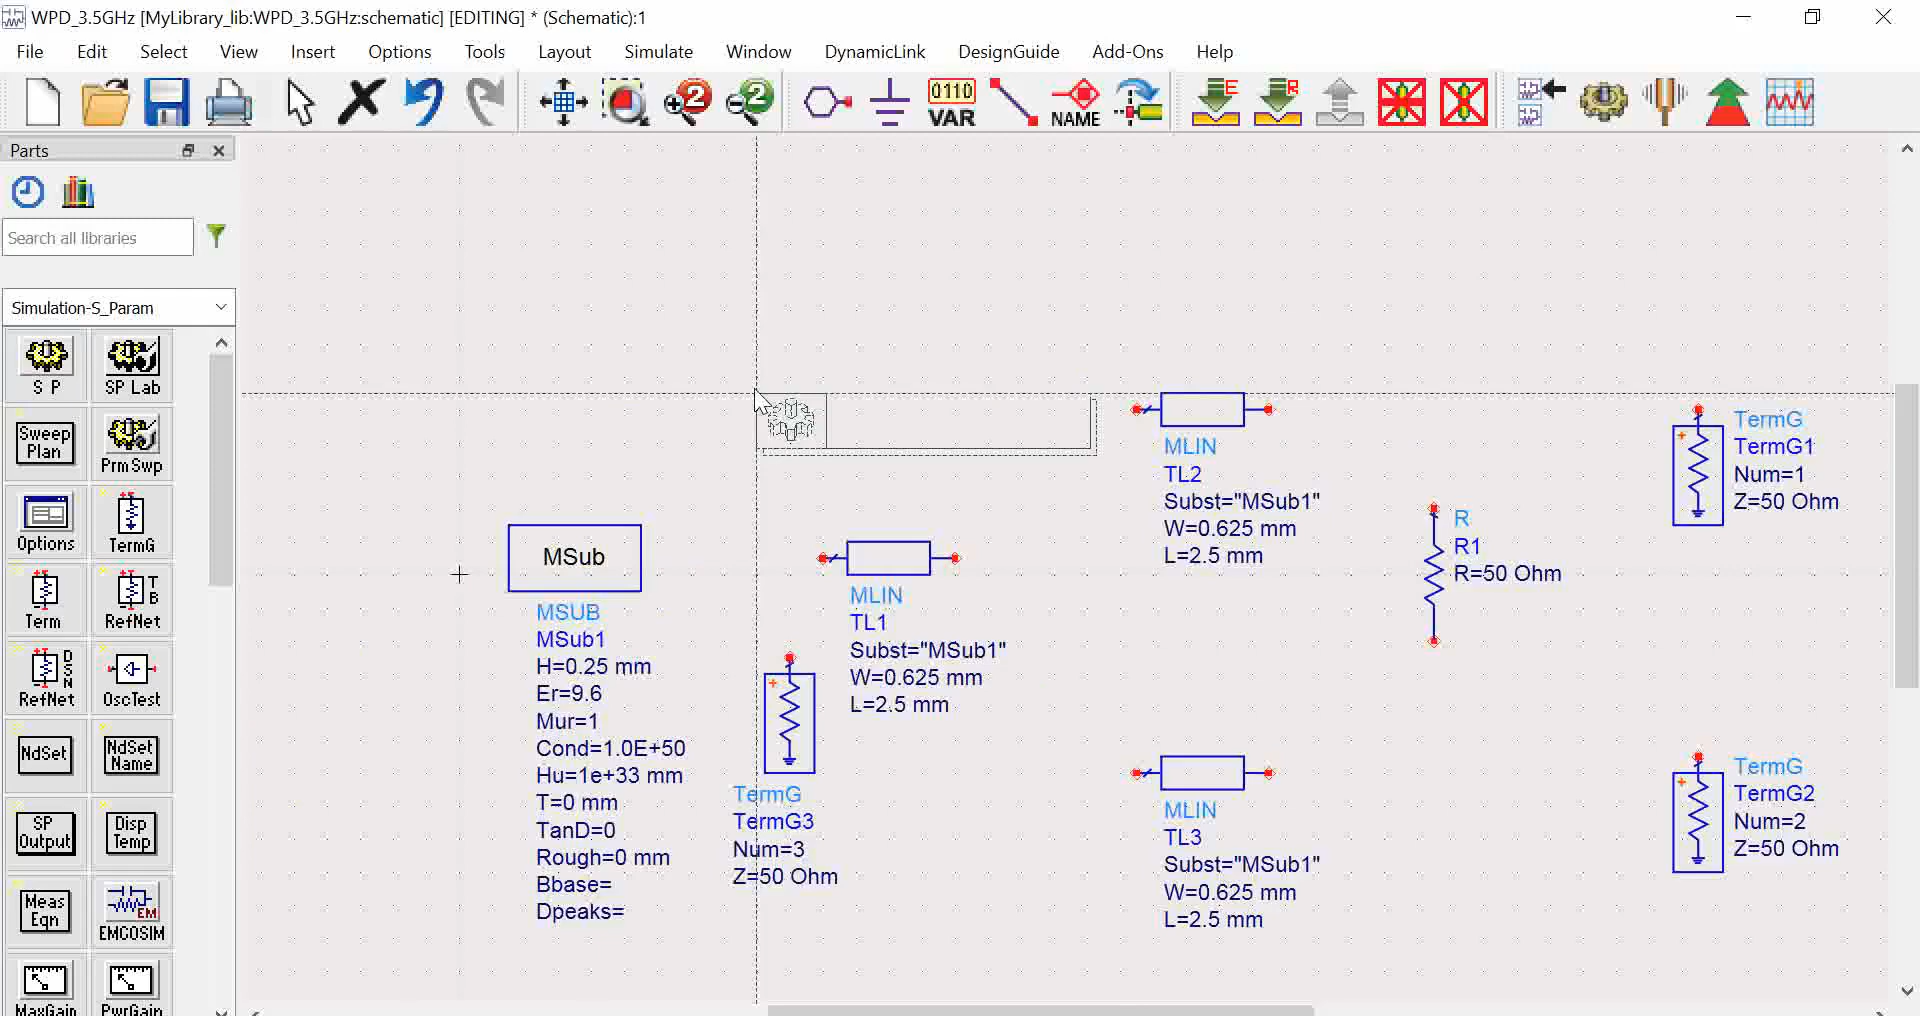 WPD_3.5GHz [MyLibrary_lib:WPD_3.5GHz:schematic] [EDITING] * (Schematic):1
File Edit Select View Insert Options Tools Layout Simulate Window DynamicLink DesignGuide Add-Ons Help
2 2 0110 VAR NAME E R
Parts
Search all libraries
Simulation-S_Param
S P
SP Lab
Sweep Plan
Prm Swp
Options
TermG
Term
T B
RefNet
D S N
RefNet
OscTest
NdSet
NdSet Name
SP Output
Disp Temp
Meas Eqn
EM
EMCOSIM
MaxGain
PwrGain
MSub
MSUB
MSub1
H=0.25 mm
Er=9.6
Mur=1
Cond=1.0E+50
Hu=1e+33 mm
T=0 mm
TanD=0
Rough=0 mm
Bbase=
Dpeaks=
TermG
TermG3
Num=3
Z=50 Ohm
MLIN
TL1
Subst="MSub1"
W=0.625 mm
L=2.5 mm
MLIN
TL2
Subst="MSub1"
W=0.625 mm
L=2.5 mm
MLIN
TL3
Subst="MSub1"
W=0.625 mm
L=2.5 mm
R
R1
R=50 Ohm
TermG
TermG1
Num=1
Z=50 Ohm
TermG
TermG2
Num=2
Z=50 Ohm